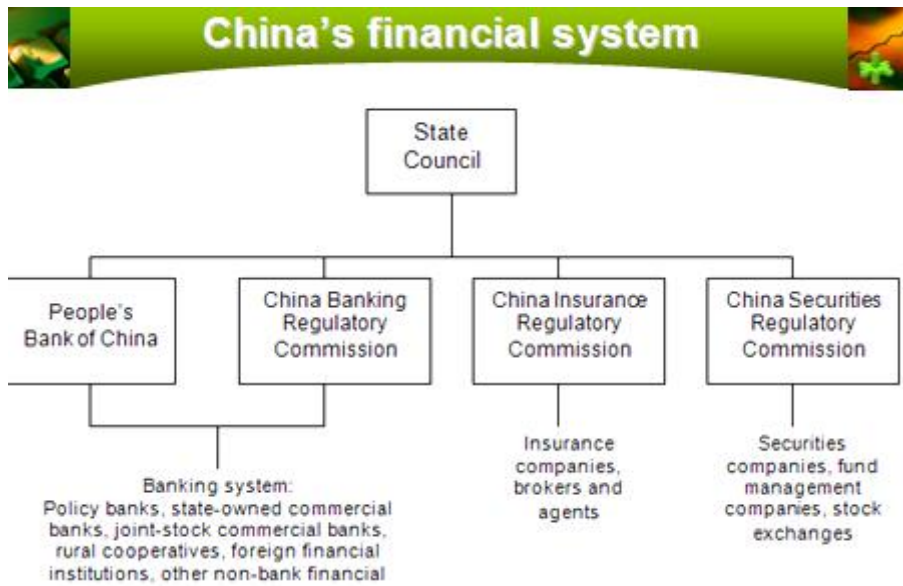 China's financial system
State
Council
People's
Bank of China
China Banking
Regulatory
Commission
China Insurance
Regulatory
Commission
China Securities
Regulatory
Commission
Banking system:
Policy banks, state-owned commercial
banks, joint-stock commercial banks,
rural cooperatives, foreign financial
institutions, other non-bank financial
Insurance
companies,
brokers and
agents
Securities
companies, fund
management
companies, stock
exchanges